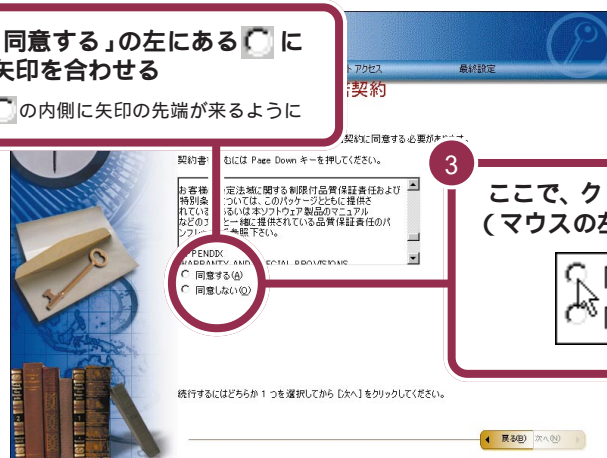 同意する」の左にある に
矢印を合わせる
の内側に矢印の先端が来るように
アクセス
最終設定
契約
契約に同意する必要があります。
契約書 むには Page Down キーを押してください。
お客様 定法域に関する制限付品質保証責任および
特別条 ついては、このパッケージとともに提供さ
れてい るいは本ソフトウェア製品のマニュアル
などの と一緒に提供されている品質保証責任のパ
ンフレ 参照下さい。
PPENDIX
WARRANTY AND SPECIAL PROVISIONS
同意する(A)
同意しない(O)
3
ここで、ク
(マウスの左
続行するにはどちらか 1 つを選択してから [次へ] をクリックしてください。
戻る(B) 次へ(N)